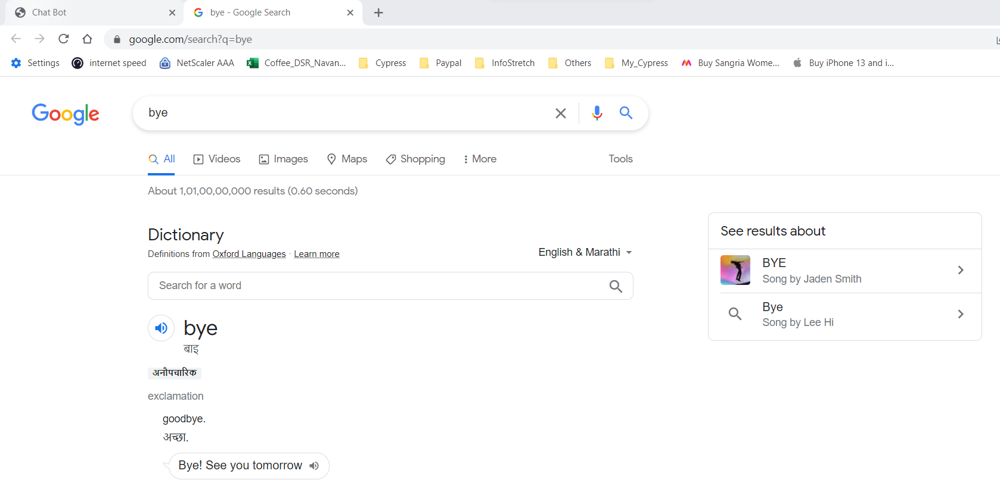 Chat Bot
bye - Google Search
google.com/search?q=bye
Settings internet speed NetScaler AAA Coffee_DSR_Navan... Cypress Paypal InfoStretch Others My_Cypress Buy Sangria Wome... Buy iPhone 13 and i...
Google
bye
All Videos Images Maps Shopping More Tools
About 1,01,00,00,000 results (0.60 seconds)
Dictionary
Definitions from Oxford Languages · Learn more
English & Marathi
Search for a word
bye
बाइ
अनौपचारिक
exclamation
goodbye.
अच्छा.
Bye! See you tomorrow
See results about
BYE
Song by Jaden Smith
Bye
Song by Lee Hi